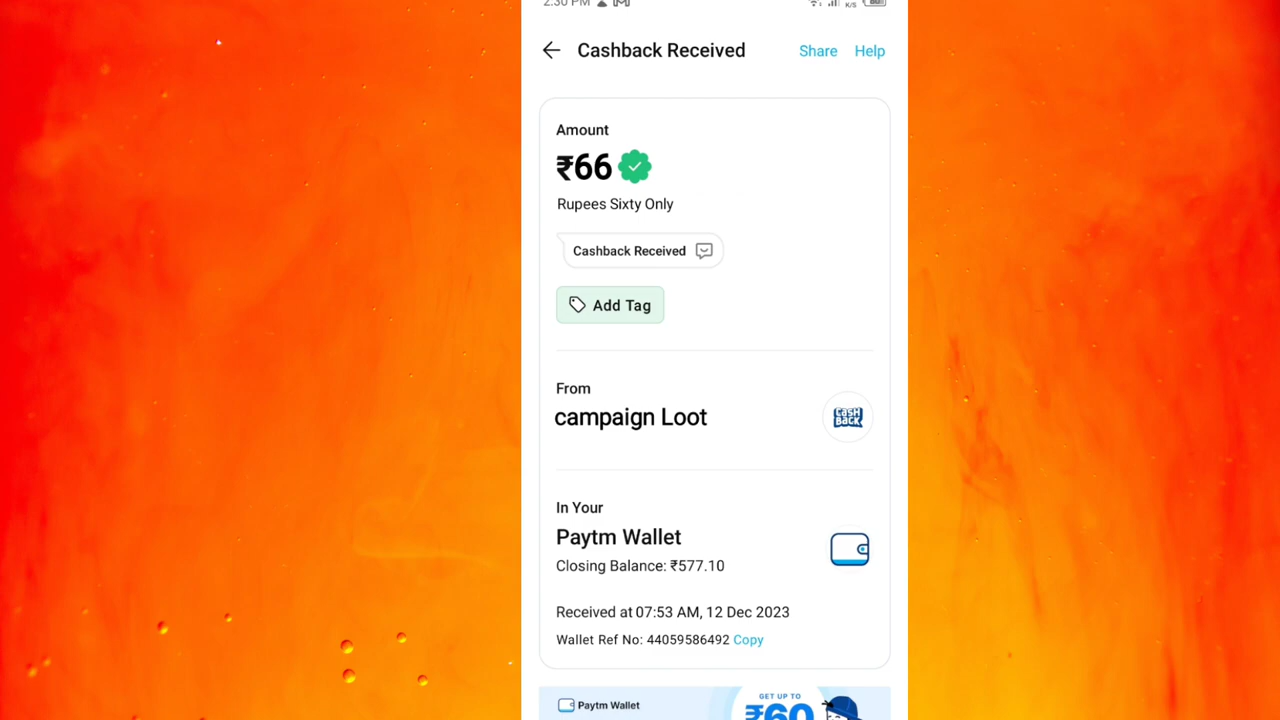 2:30 PM
K/S
Cashback Received Share Help
Amount
₹66
Rupees Sixty Only
Cashback Received
Add Tag
From
campaign Loot
CASH
BACK
In Your
Paytm Wallet
Closing Balance: ₹577.10
Received at 07:53 AM, 12 Dec 2023
Wallet Ref No: 44059586492 Copy
Paytm Wallet
GET UP TO
₹60